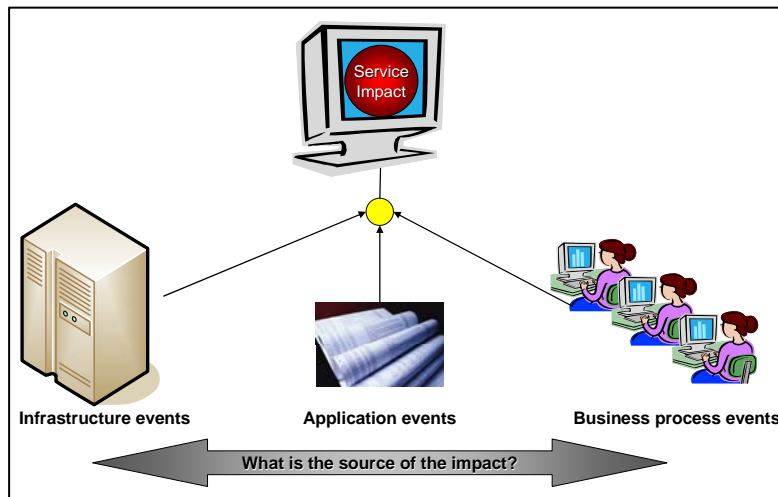 Service
Impact
Infrastructure events
Application events
Business process events
What is the source of the impact?